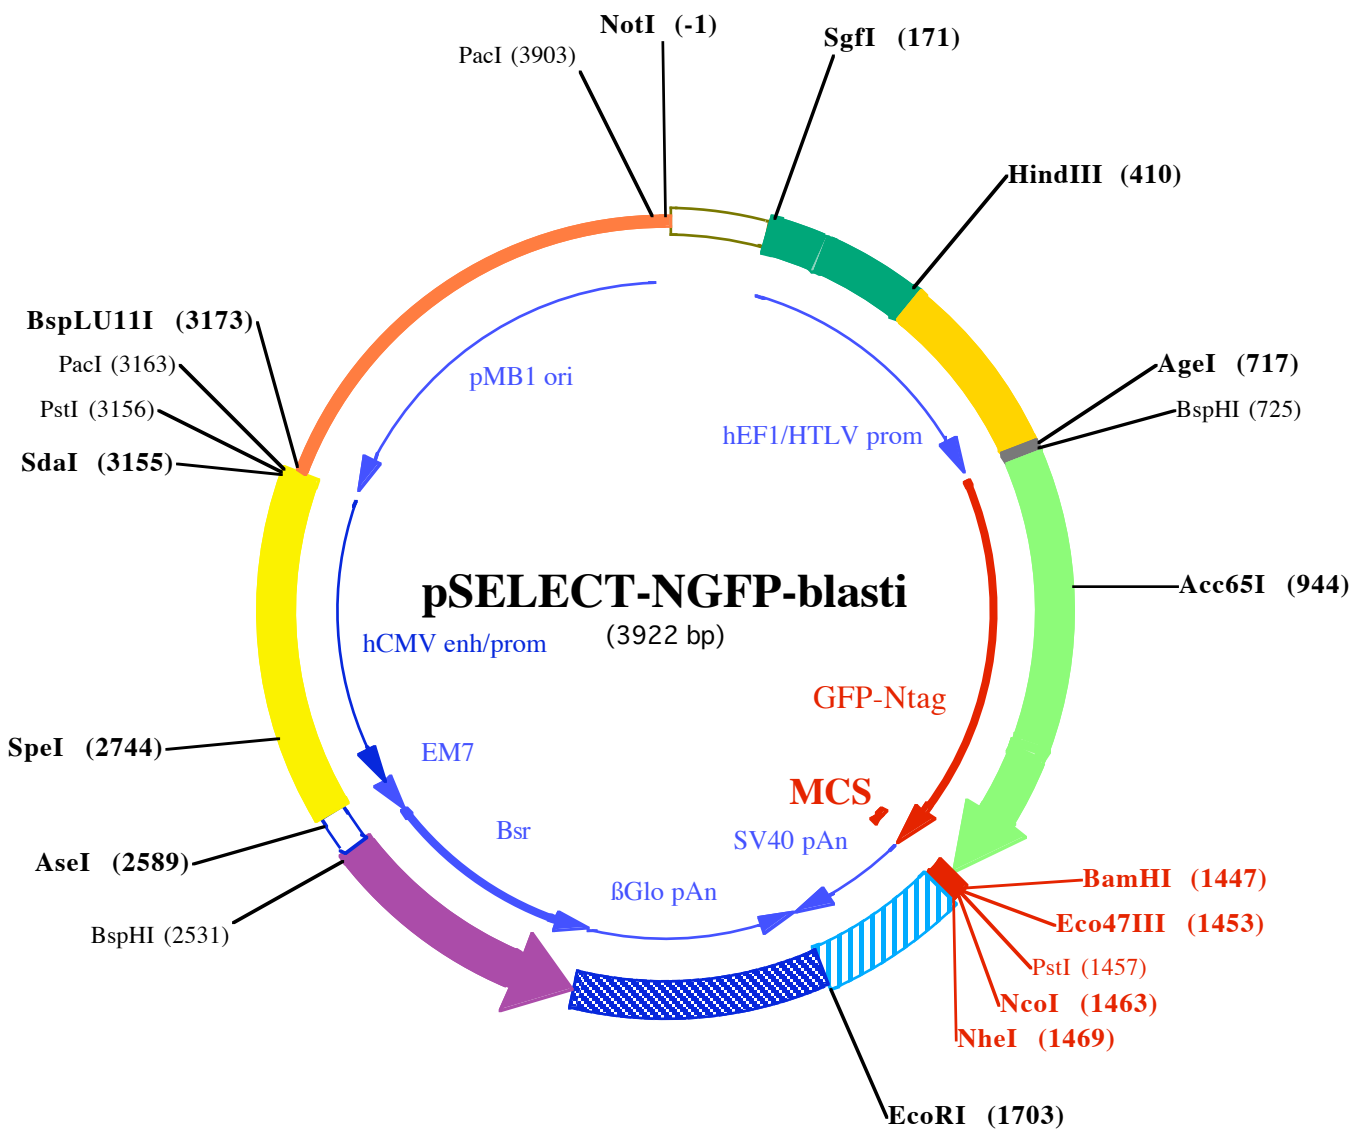 NotI (-1)
SgfI (171)
PacI (3903)
HindIII (410)
BspLU11I (3173)
PacI (3163)
AgeI (717)
pMB1 ori
PstI (3156)
BspHI (725)
hEF1/HTLV prom
SdaI (3155)
pSELECT-NGFP-blasti
Acc65I (944)
(3922 bp)
hCMV enh/prom
GFP-Ntag
SpeI (2744)
EM7
MCS
Bsr
SV40 pAn
AseI (2589)
BamHI (1447)
ßGlo pAn
Eco47III (1453)
BspHI (2531)
PstI (1457)
NcoI (1463)
NheI (1469)
EcoRI (1703)